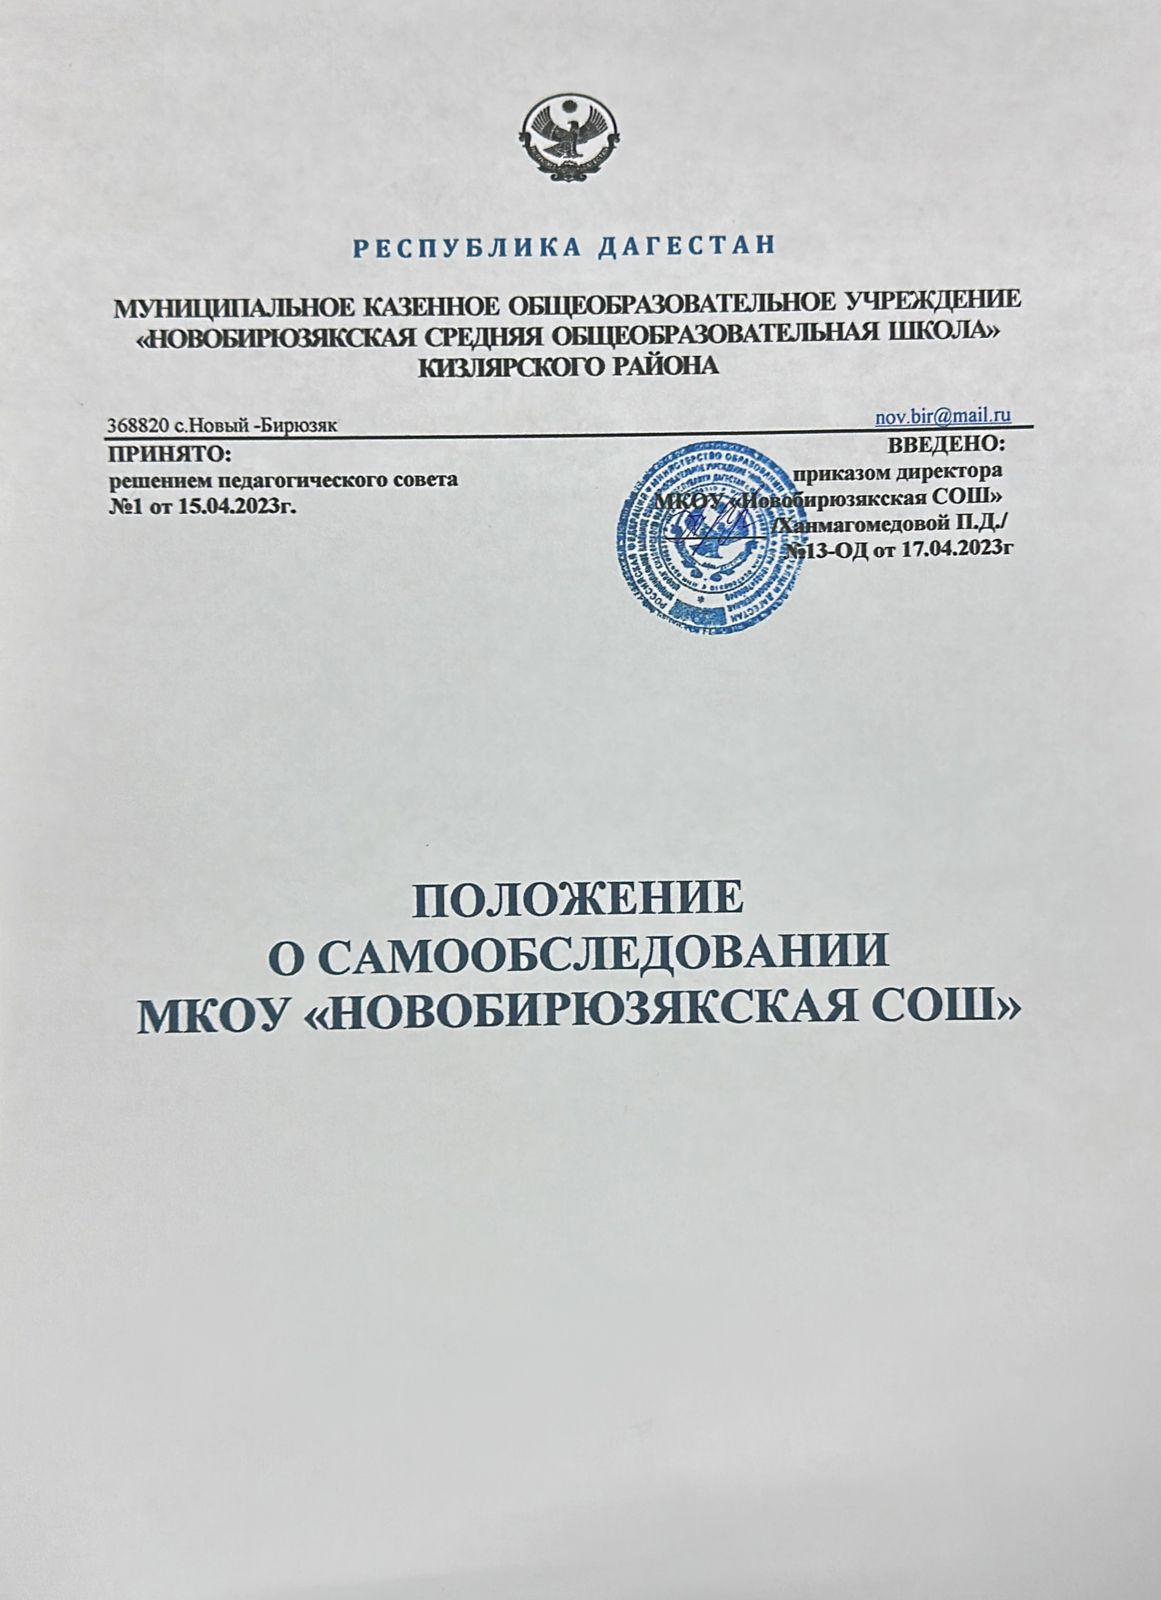 РЕСПУБЛИКА ДАГЕСТАН
МУНИЦИПАЛЬНОЕ КАЗЕННОЕ ОБЩЕОБРАЗОВАТЕЛЬНОЕ УЧРЕЖДЕНИЕ
«НОВОБИРЮЗЯКСКАЯ СРЕДНЯЯ ОБЩЕОБРАЗОВАТЕЛЬНАЯ ШКОЛА»
КИЗЛЯРСКОГО РАЙОНА
368820 с.Новый -Бирюзяк nov.bir@mail.ru
ПРИНЯТО:
решением педагогического совета
№1 от 15.04.2023г.
ВВЕДЕНО:
приказом директора
МКОУ «Новобирюзякская СОШ»
/Ханмагомедовой П.Д./
№13-ОД от 17.04.2023г
ПОЛОЖЕНИЕ
О САМООБСЛЕДОВАНИИ
МКОУ «НОВОБИРЮЗЯКСКАЯ СОШ»